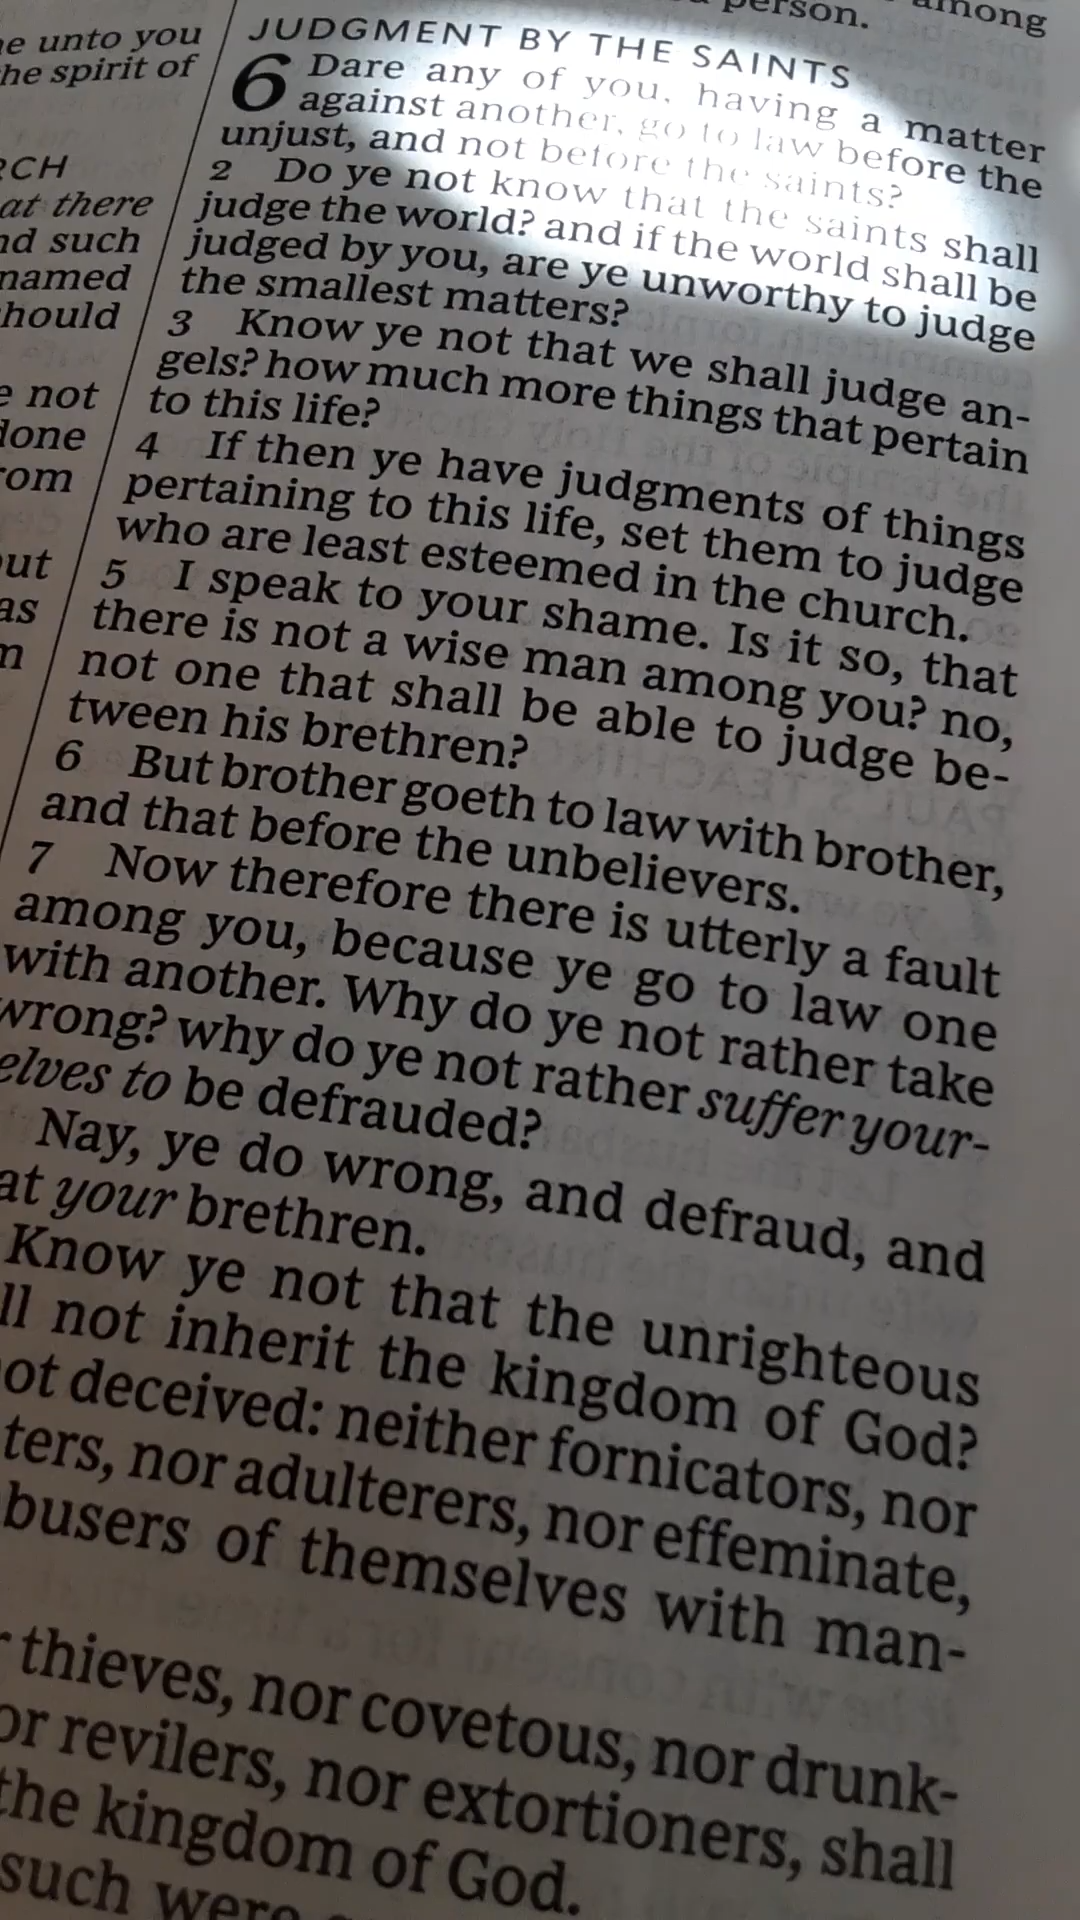 person.
among
e unto you
he spirit of
CH
at there
nd such
named
hould
e not
done
rom
out
as
n
JUDGMENT BY THE SAINTS
6 Dare any of you, having a matter
against another, go to law before the
unjust, and not before the saints?
2 Do ye not know that the saints shall
judge the world? and if the world shall be
judged by you, are ye unworthy to judge
the smallest matters?
3 Know ye not that we shall judge an-
gels? how much more things that pertain
to this life?
4 If then ye have judgments of things
pertaining to this life, set them to judge
who are least esteemed in the church.
5 I speak to your shame. Is it so, that
there is not a wise man among you? no,
not one that shall be able to judge be-
tween his brethren?
6 But brother goeth to law with brother,
and that before the unbelievers.
7 Now therefore there is utterly a fault
among you, because ye go to law one
with another. Why do ye not rather take
wrong? why do ye not rather suffer your-
elves to be defrauded?
Nay, ye do wrong, and defraud, and
at your brethren.
Know ye not that the unrighteous
ll not inherit the kingdom of God?
ot deceived: neither fornicators, nor
ters, nor adulterers, nor effeminate,
busers of themselves with man-
thieves, nor covetous, nor drunk-
or revilers, nor extortioners, shall
the kingdom of God.
such were